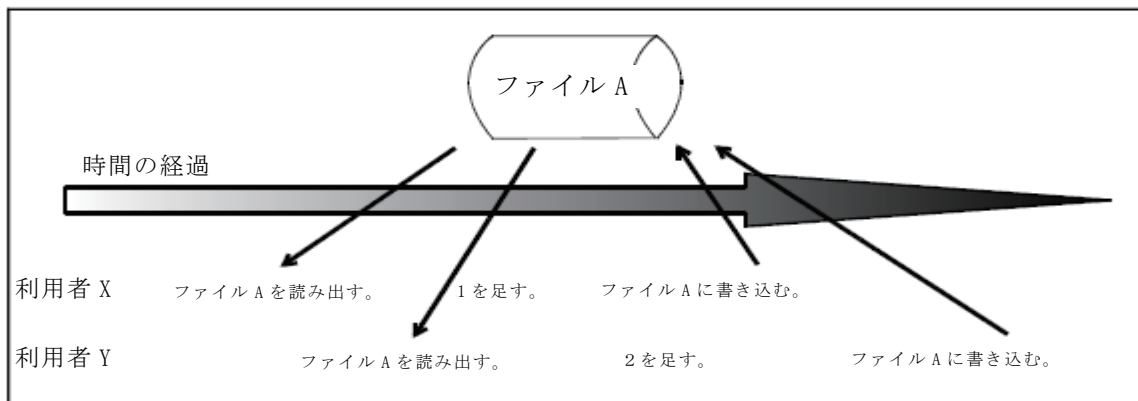 ファイル A
時間の経過
利用者 X ファイル A を読み出す。 1 を足す。 ファイル A に書き込む。
利用者 Y ファイル A を読み出す。 ２を足す。 ファイル A に書き込む。